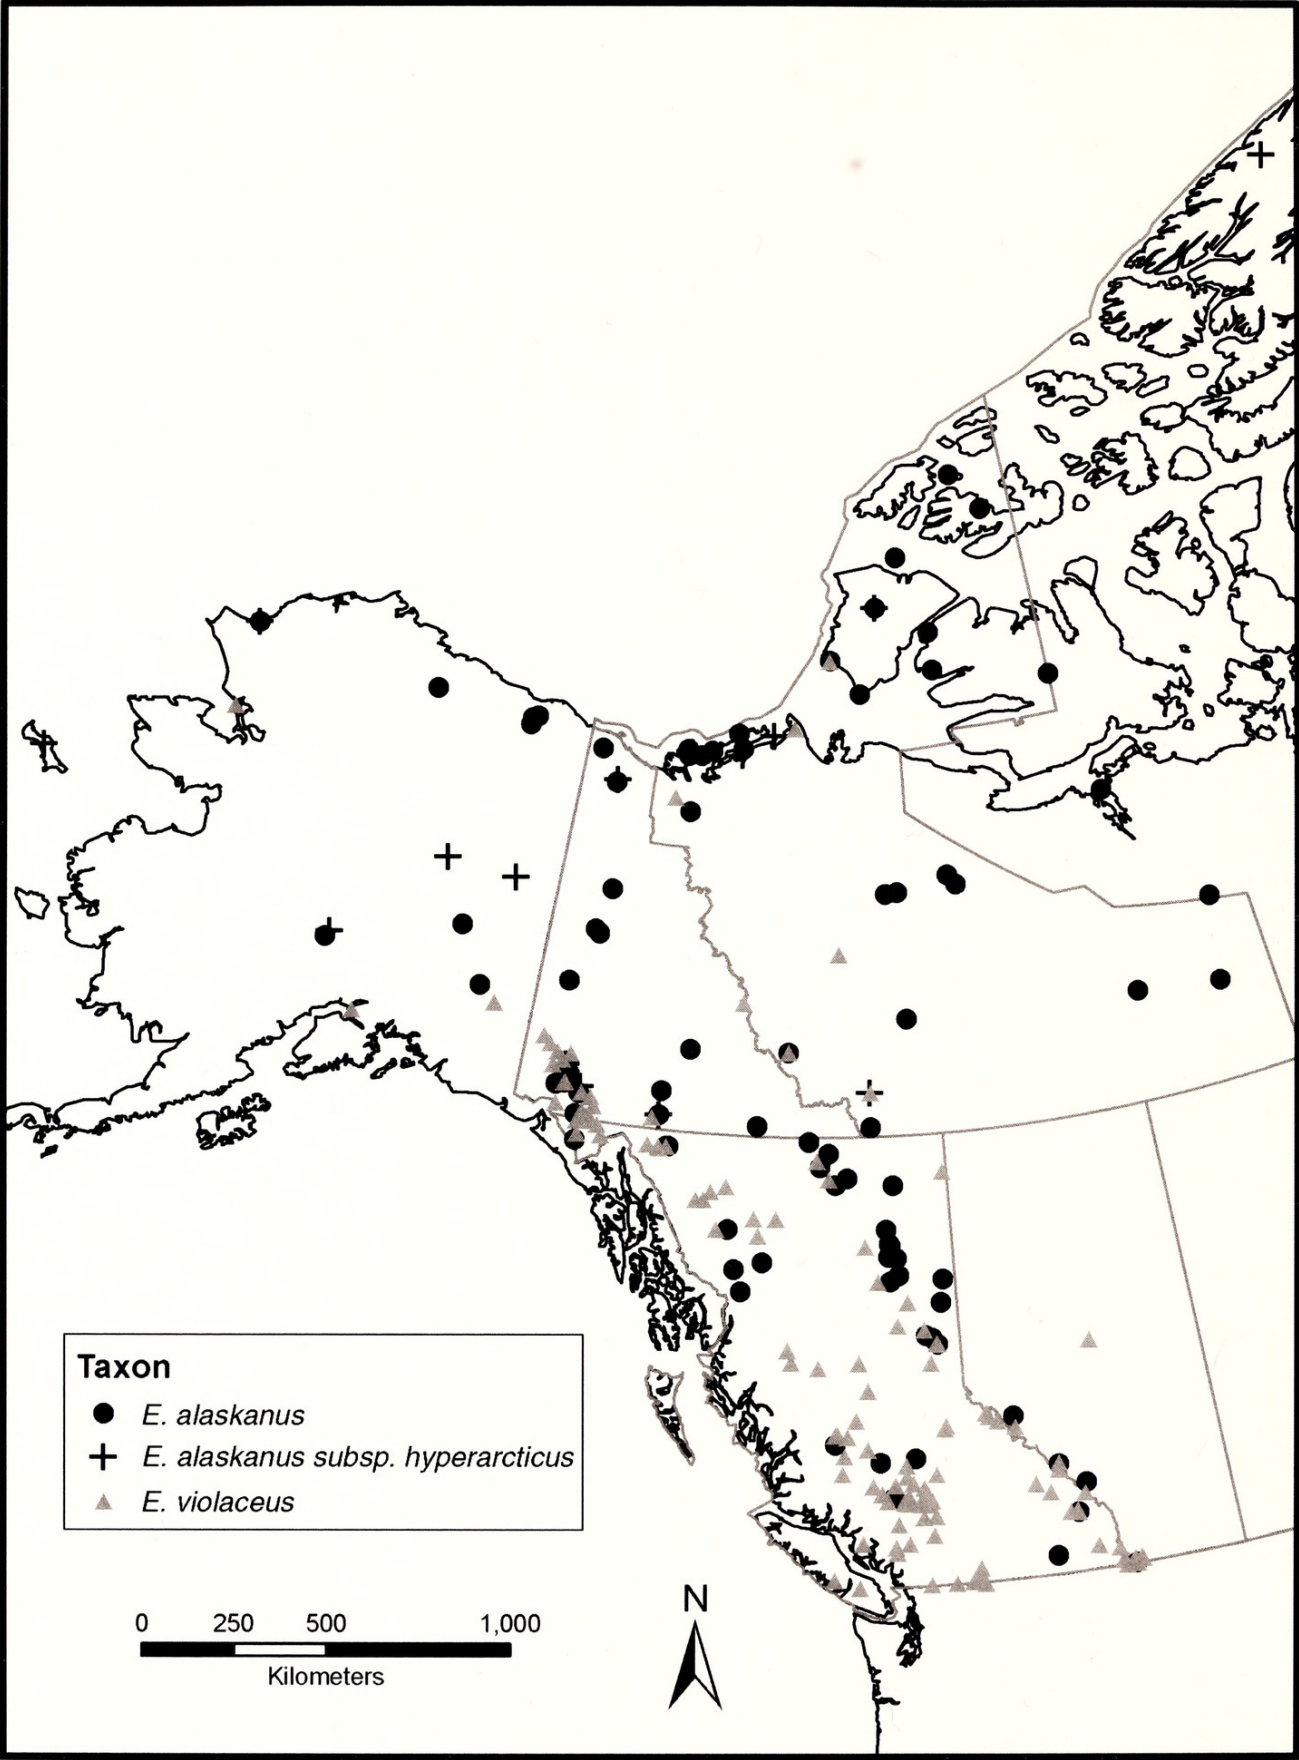 Taxon
E. alaskanus
E. alaskanus subsp. hyperarcticus
E. violaceus
0 250 500 1,000
Kilometers
N